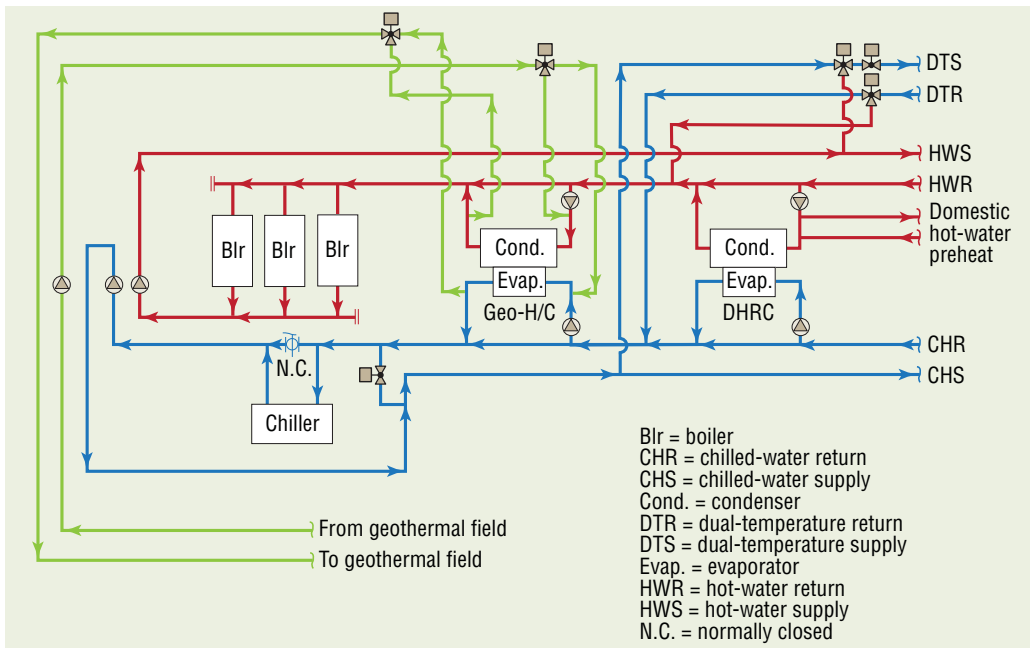 DTS
DTR
HWS
HWR
Domestic
hot-water
preheat
Blr
Blr
Blr
Cond.
Evap.
Geo-H/C
Cond.
Evap.
DHRC
N.C.
Chiller
CHR
CHS
From geothermal field
To geothermal field
Blr = boiler
CHR = chilled-water return
CHS = chilled-water supply
Cond. = condenser
DTR = dual-temperature return
DTS = dual-temperature supply
Evap. = evaporator
HWR = hot-water return
HWS = hot-water supply
N.C. = normally closed